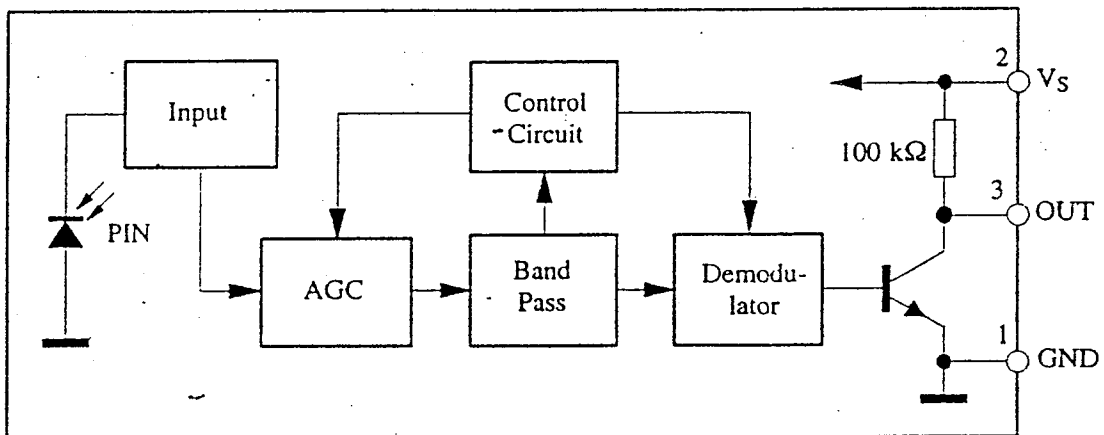 2
VS
Input
Control
Circuit
100 kΩ
3
OUT
PIN
AGC
Band
Pass
Demodu-
lator
1
GND